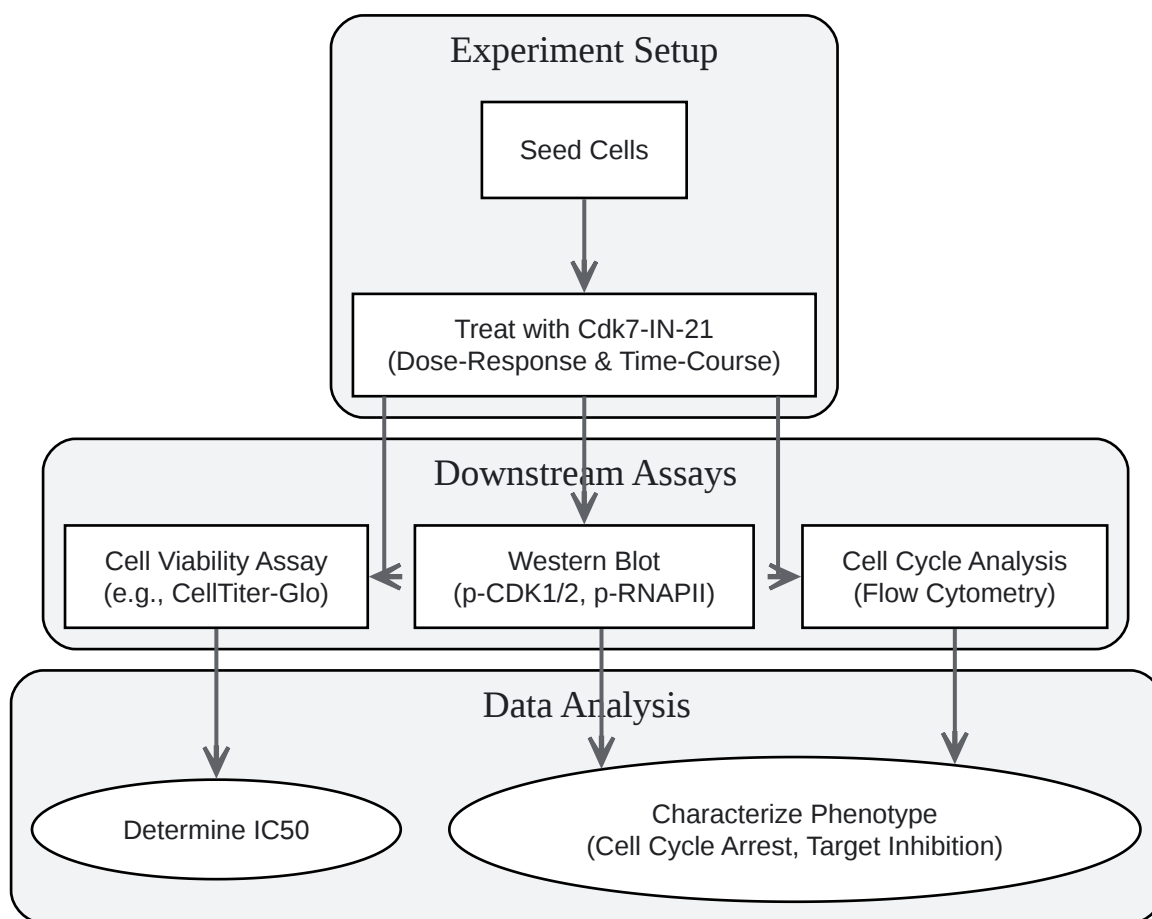 Experiment Setup
Seed Cells
Treat with Cdk7-IN-21
(Dose-Response & Time-Course)
Downstream Assays
Cell Viability Assay
(e.g., CellTiter-Glo)
Western Blot
(p-CDK1/2, p-RNAPII)
Cell Cycle Analysis
(Flow Cytometry)
Data Analysis
Determine IC50
Characterize Phenotype
(Cell Cycle Arrest, Target Inhibition)